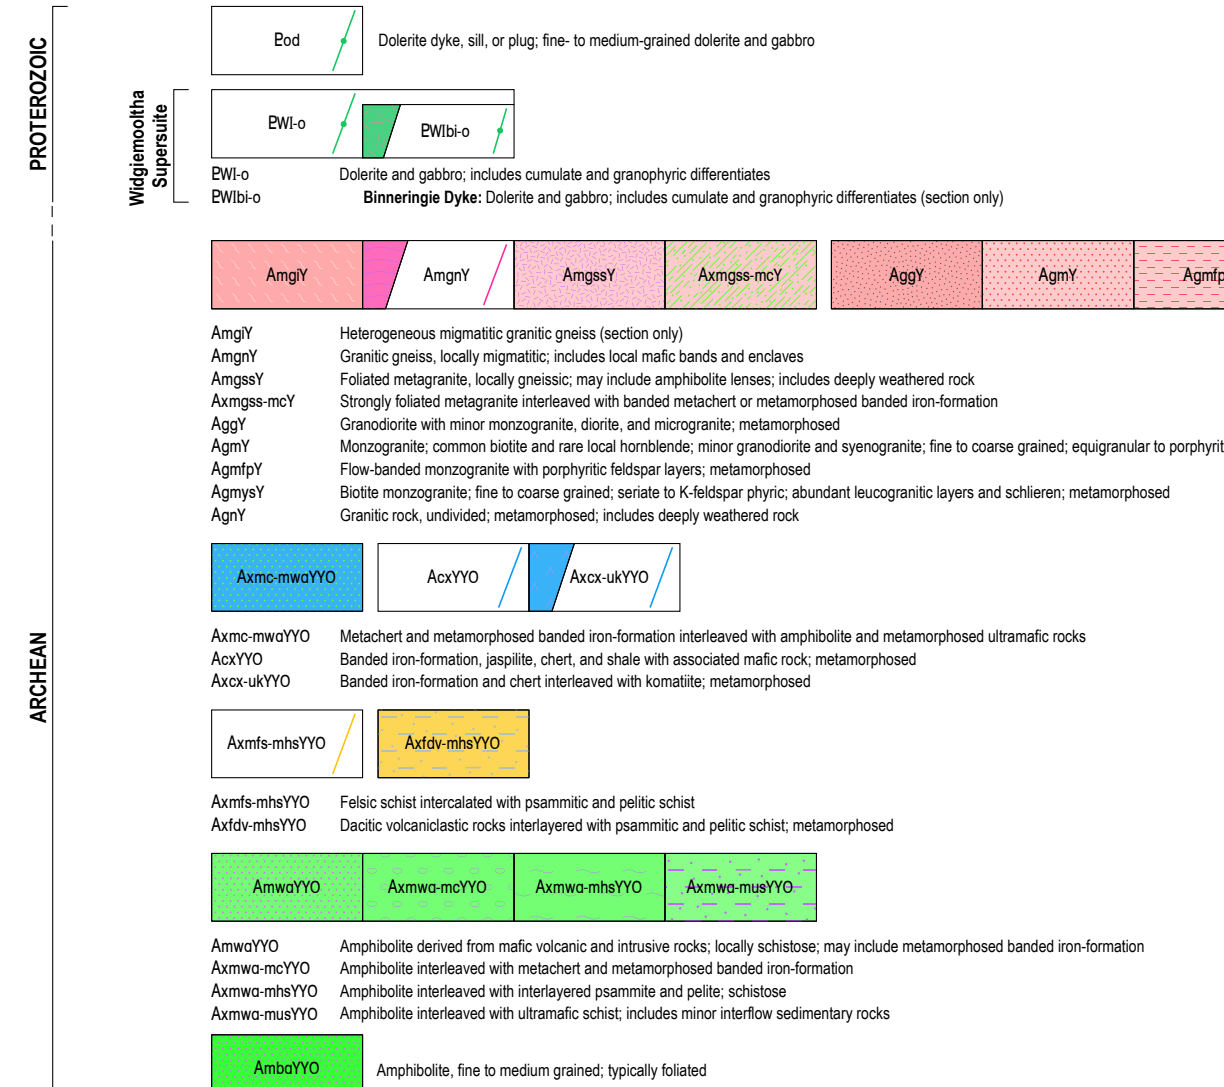 PROTEROZOIC
Ꝑod
Dolerite dyke, sill, or plug; fine- to medium-grained dolerite and gabbro
Widgiemooltha
Supersuite
ꝐWI-o
ꝐWIbi-o
ꝐWI-o Dolerite and gabbro; includes cumulate and granophyric differentiates
ꝐWIbi-o Binneringie Dyke: Dolerite and gabbro; includes cumulate and granophyric differentiates (section only)
ARCHEAN
AmgiY AmgnY AmgssY Axmgss-mcY AggY AgmY Agmfp
AmgiY Heterogeneous migmatitic granitic gneiss (section only)
AmgnY Granitic gneiss, locally migmatitic; includes local mafic bands and enclaves
AmgssY Foliated metagranite, locally gneissic; may include amphibolite lenses; includes deeply weathered rock
Axmgss-mcY Strongly foliated metagranite interleaved with banded metachert or metamorphosed banded iron-formation
AggY Granodiorite with minor monzogranite, diorite, and microgranite; metamorphosed
AgmY Monzogranite; common biotite and rare local hornblende; minor granodiorite and syenogranite; fine to coarse grained; equigranular to porphyrit
AgmfpY Flow-banded monzogranite with porphyritic feldspar layers; metamorphosed
AgmysY Biotite monzogranite; fine to coarse grained; seriate to K-feldspar phyric; abundant leucogranitic layers and schlieren; metamorphosed
AgnY Granitic rock, undivided; metamorphosed; includes deeply weathered rock
Axmc-mwaYYO AcxYYO Axcx-ukYYO
Axmc-mwaYYO Metachert and metamorphosed banded iron-formation interleaved with amphibolite and metamorphosed ultramafic rocks
AcxYYO Banded iron-formation, jaspilite, chert, and shale with associated mafic rock; metamorphosed
Axcx-ukYYO Banded iron-formation and chert interleaved with komatiite; metamorphosed
Axmfs-mhsYYO Axfdv-mhsYYO
Axmfs-mhsYYO Felsic schist intercalated with psammitic and pelitic schist
Axfdv-mhsYYO Dacitic volcaniclastic rocks interlayered with psammitic and pelitic schist; metamorphosed
AmwaYYO Axmwa-mcYYO Axmwa-mhsYYO Axmwa-musYYO
AmwaYYO Amphibolite derived from mafic volcanic and intrusive rocks; locally schistose; may include metamorphosed banded iron-formation
Axmwa-mcYYO Amphibolite interleaved with metachert and metamorphosed banded iron-formation
Axmwa-mhsYYO Amphibolite interleaved with interlayered psammite and pelite; schistose
Axmwa-musYYO Amphibolite interleaved with ultramafic schist; includes minor interflow sedimentary rocks
AmbaYYO Amphibolite, fine to medium grained; typically foliated